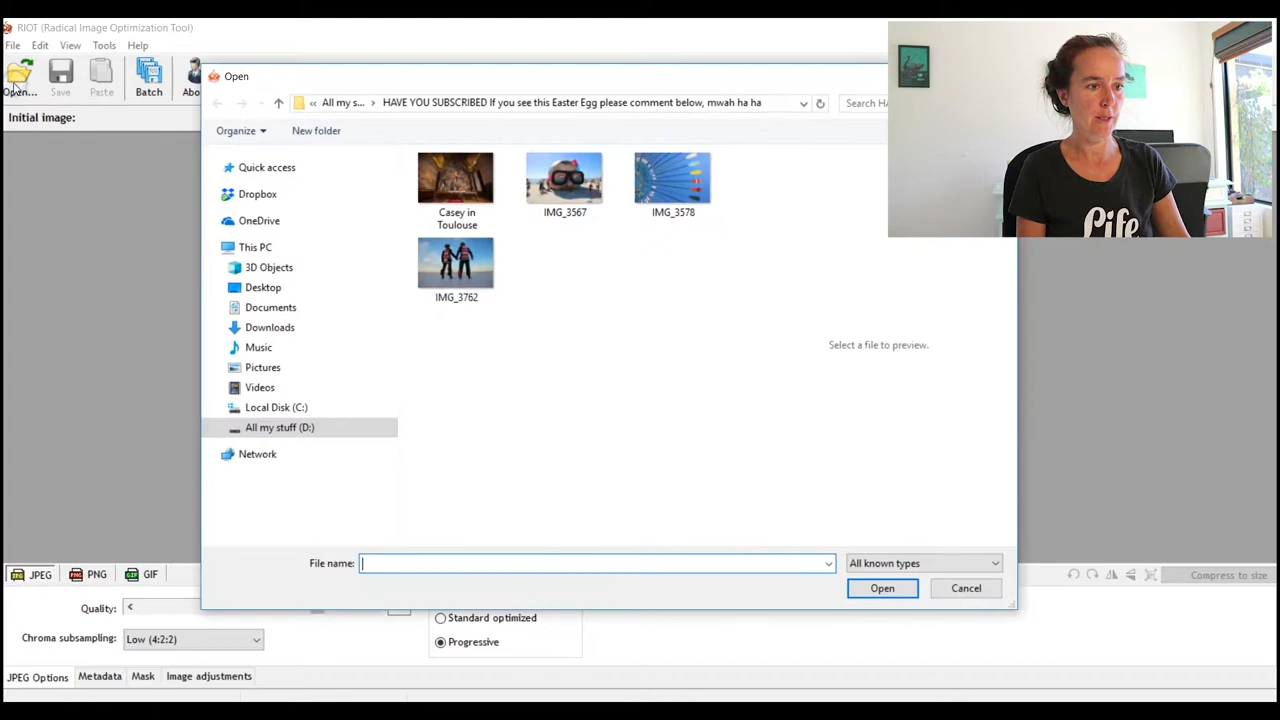 RIOT (Radical Image Optimization Tool)
File Edit View Tools Help
Open... Save Paste Batch
Initial image:
Open
« All my s... > HAVE YOU SUBSCRIBED If you see this Easter Egg please comment below, mwah ha ha
Organize New folder
Quick access
Dropbox
OneDrive
This PC
3D Objects
Desktop
Documents
Downloads
Music
Pictures
Videos
Local Disk (C:)
All my stuff (D:)
Network
Casey in
Toulouse
IMG_3567
IMG_3578
IMG_3762
Select a file to preview.
File name:
All known types
Open Cancel
JPEG PNG GIF
Compress to size
Quality: <
Chroma subsampling: Low (4:2:2)
Standard optimized
Progressive
JPEG Options Metadata Mask Image adjustments
Life